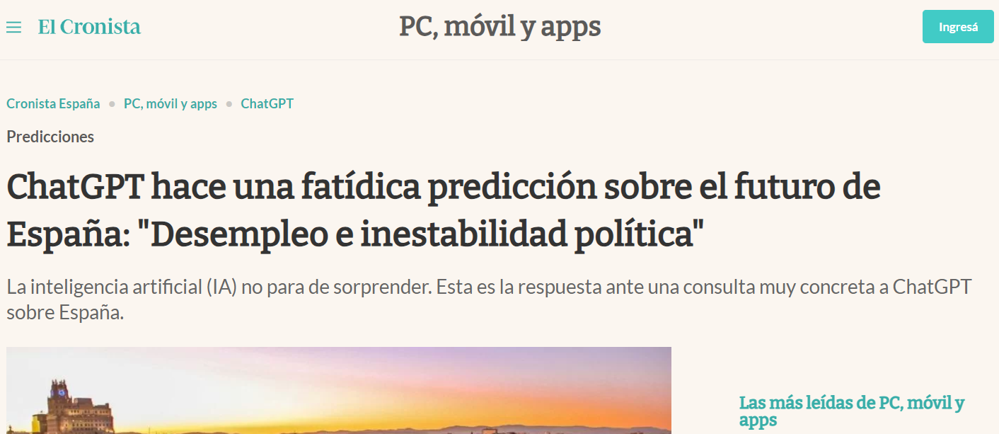 El Cronista
PC, móvil y apps
Ingresá
Cronista España • PC, móvil y apps • ChatGPT
Predicciones
ChatGPT hace una fatídica predicción sobre el futuro de
España: "Desempleo e inestabilidad política"
La inteligencia artificial (IA) no para de sorprender. Esta es la respuesta ante una consulta muy concreta a ChatGPT
sobre España.
Las más leídas de PC, móvil y
apps